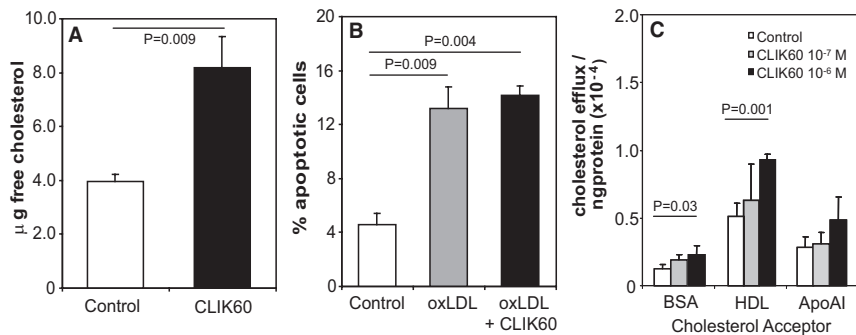 A
P=0.009
μg free cholesterol
10.0
8.0
6.0
4.0
2.0
0.0
Control
CLIK60
B
P=0.004
P=0.009
% apoptotic cells
20
16
12
8
4
0
Control
oxLDL
oxLDL
+ CLIK60
C
Control
CLIK60 10-7 M
CLIK60 10-6 M
P=0.001
P=0.03
cholesterol efflux /
ngprotein (x10-4)
2.0
1.5
1.0
0.5
0
BSA
HDL
ApoAI
Cholesterol Acceptor